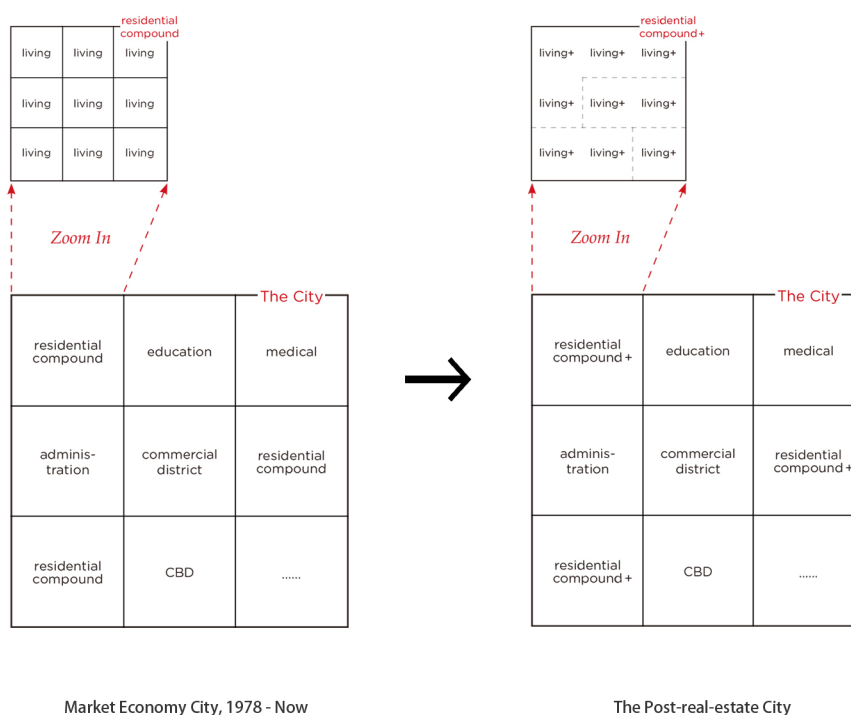 residential
compound
living living living
living living living
living living living
Zoom In
The City
residential
compound
education
medical
adminis-
tration
commercial
district
residential
compound
residential
compound
CBD
......
Market Economy City, 1978 - Now
residential
compound+
living+ living+ living+
living+ living+ living+
living+ living+ living+
Zoom In
The City
residential
compound+
education
medical
adminis-
tration
commercial
district
residential
compound+
residential
compound+
CBD
......
The Post-real-estate City